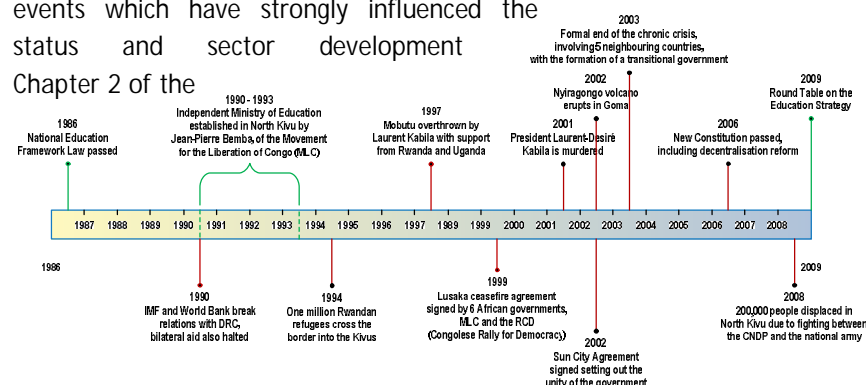 events which have strongly influenced the
status and sector development
Chapter 2 of the
2003
Formal end of the chronic crisis,
involving 5 neighbouring countries,
with the formation of a transitional government
2002
Nyiragongo volcano
erupts in Goma
2009
Round Table on the
Education Strategy
1990 - 1993
Independent Ministry of Education
established in North Kivu by
Jean-Pierre Bemba, of the Movement
for the Liberation of Congo (MLC)
1986
National Education
Framework Law passed
1997
Mobutu overthrown by
Laurent Kabila with support
from Rwanda and Uganda
2001
President Laurent-Desiré
Kabila is murdered
2006
New Constitution passed,
including decentralisation reform
1987 1988 1989 1990 1991 1992 1993 1994 1995 1996 1997 1998 1999 2000 2001 2002 2003 2004 2005 2006 2007 2008
1986
2009
1990
IMF and World Bank break
relations with DRC,
bilateral aid also halted
1994
One million Rwandan
refugees cross the
border into the Kivus
1999
Lusaka ceasefire agreement
signed by 6 African governments,
MLC and the RCD
(Congolese Rally for Democracy)
2002
Sun City Agreement
signed setting out the
unity of the government
2008
200,000 people displaced in
North Kivu due to fighting between
the CNDP and the national army